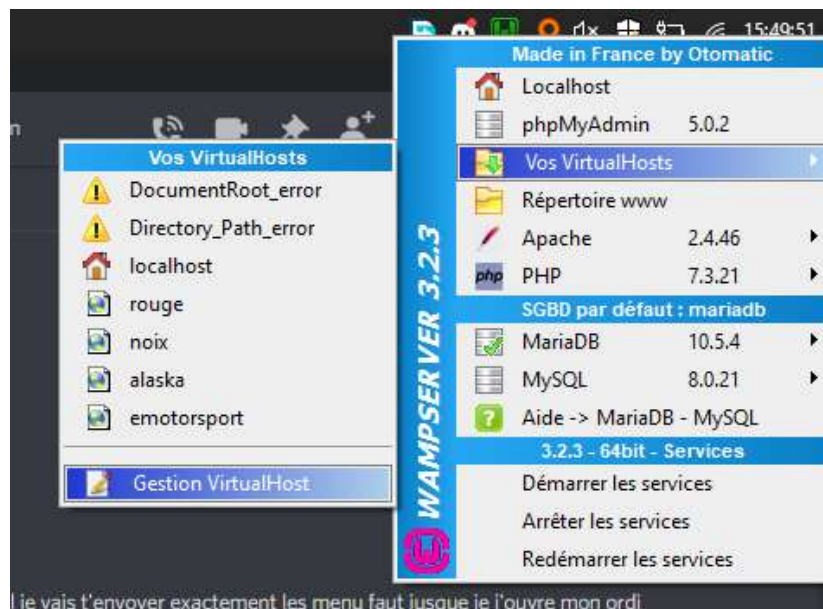 15:49:51
Made in France by Otomatic
Localhost
phpMyAdmin 5.0.2
Vos VirtualHosts
Répertoire www
Apache 2.4.46
php PHP 7.3.21
SGBD par défaut : mariadb
MariaDB 10.5.4
MySQL 8.0.21
Aide -> MariaDB - MySQL
3.2.3 - 64bit - Services
Démarrer les services
Arrêter les services
Redémarrer les services
WAMPSERVER 3.2.3
Vos VirtualHosts
DocumentRoot_error
Directory_Path_error
localhost
rouge
noix
alaska
emotorsport
Gestion VirtualHost
je vais t'envoyer exactement les menu faut jusque je j'ouvre mon ordi